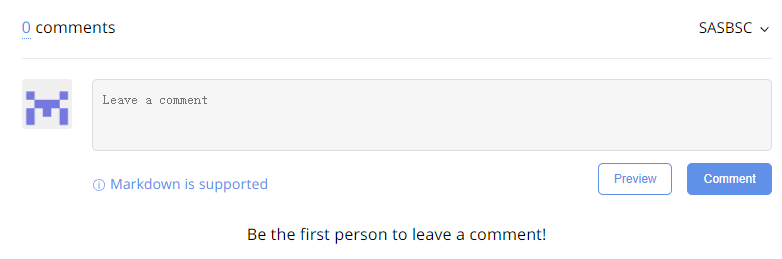 0 comments
SASBSC
Leave a comment
Markdown is supported
Preview
Comment
Be the first person to leave a comment!